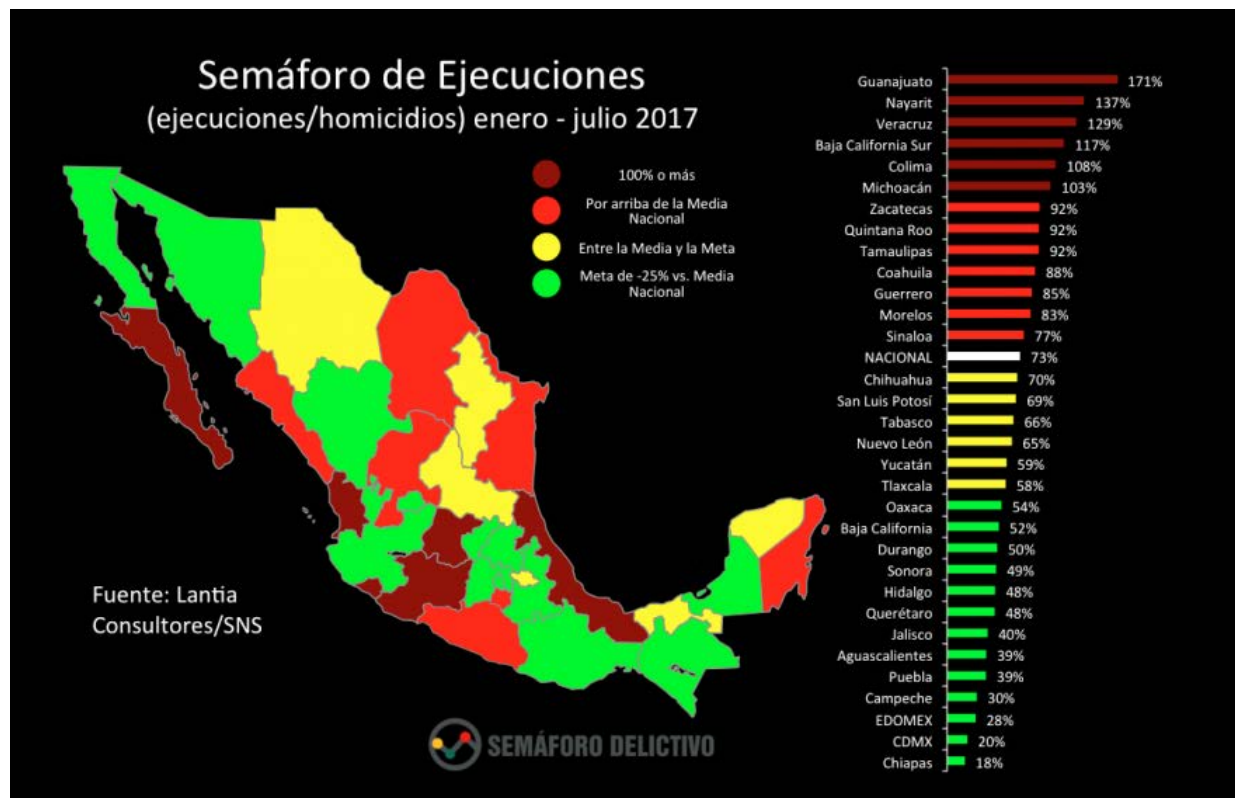 Semáforo de Ejecuciones
(ejecuciones/homicidios) enero - julio 2017
100% o más
Por arriba de la Media
Nacional
Entre la Media y la Meta
Meta de -25% vs. Media
Nacional
Fuente: Lantia
Consultores/SNS
SEMÁFORO DELICTIVO
Guanajuato 171%
Nayarit 137%
Veracruz 129%
Baja California Sur 117%
Colima 108%
Michoacán 103%
Zacatecas 92%
Quintana Roo 92%
Tamaulipas 92%
Coahuila 88%
Guerrero 85%
Morelos 83%
Sinaloa 77%
NACIONAL 73%
Chihuahua 70%
San Luis Potosí 69%
Tabasco 66%
Nuevo León 65%
Yucatán 59%
Tlaxcala 58%
Oaxaca 54%
Baja California 52%
Durango 50%
Sonora 49%
Hidalgo 48%
Querétaro 48%
Jalisco 40%
Aguascalientes 39%
Puebla 39%
Campeche 30%
EDOMEX 28%
CDMX 20%
Chiapas 18%